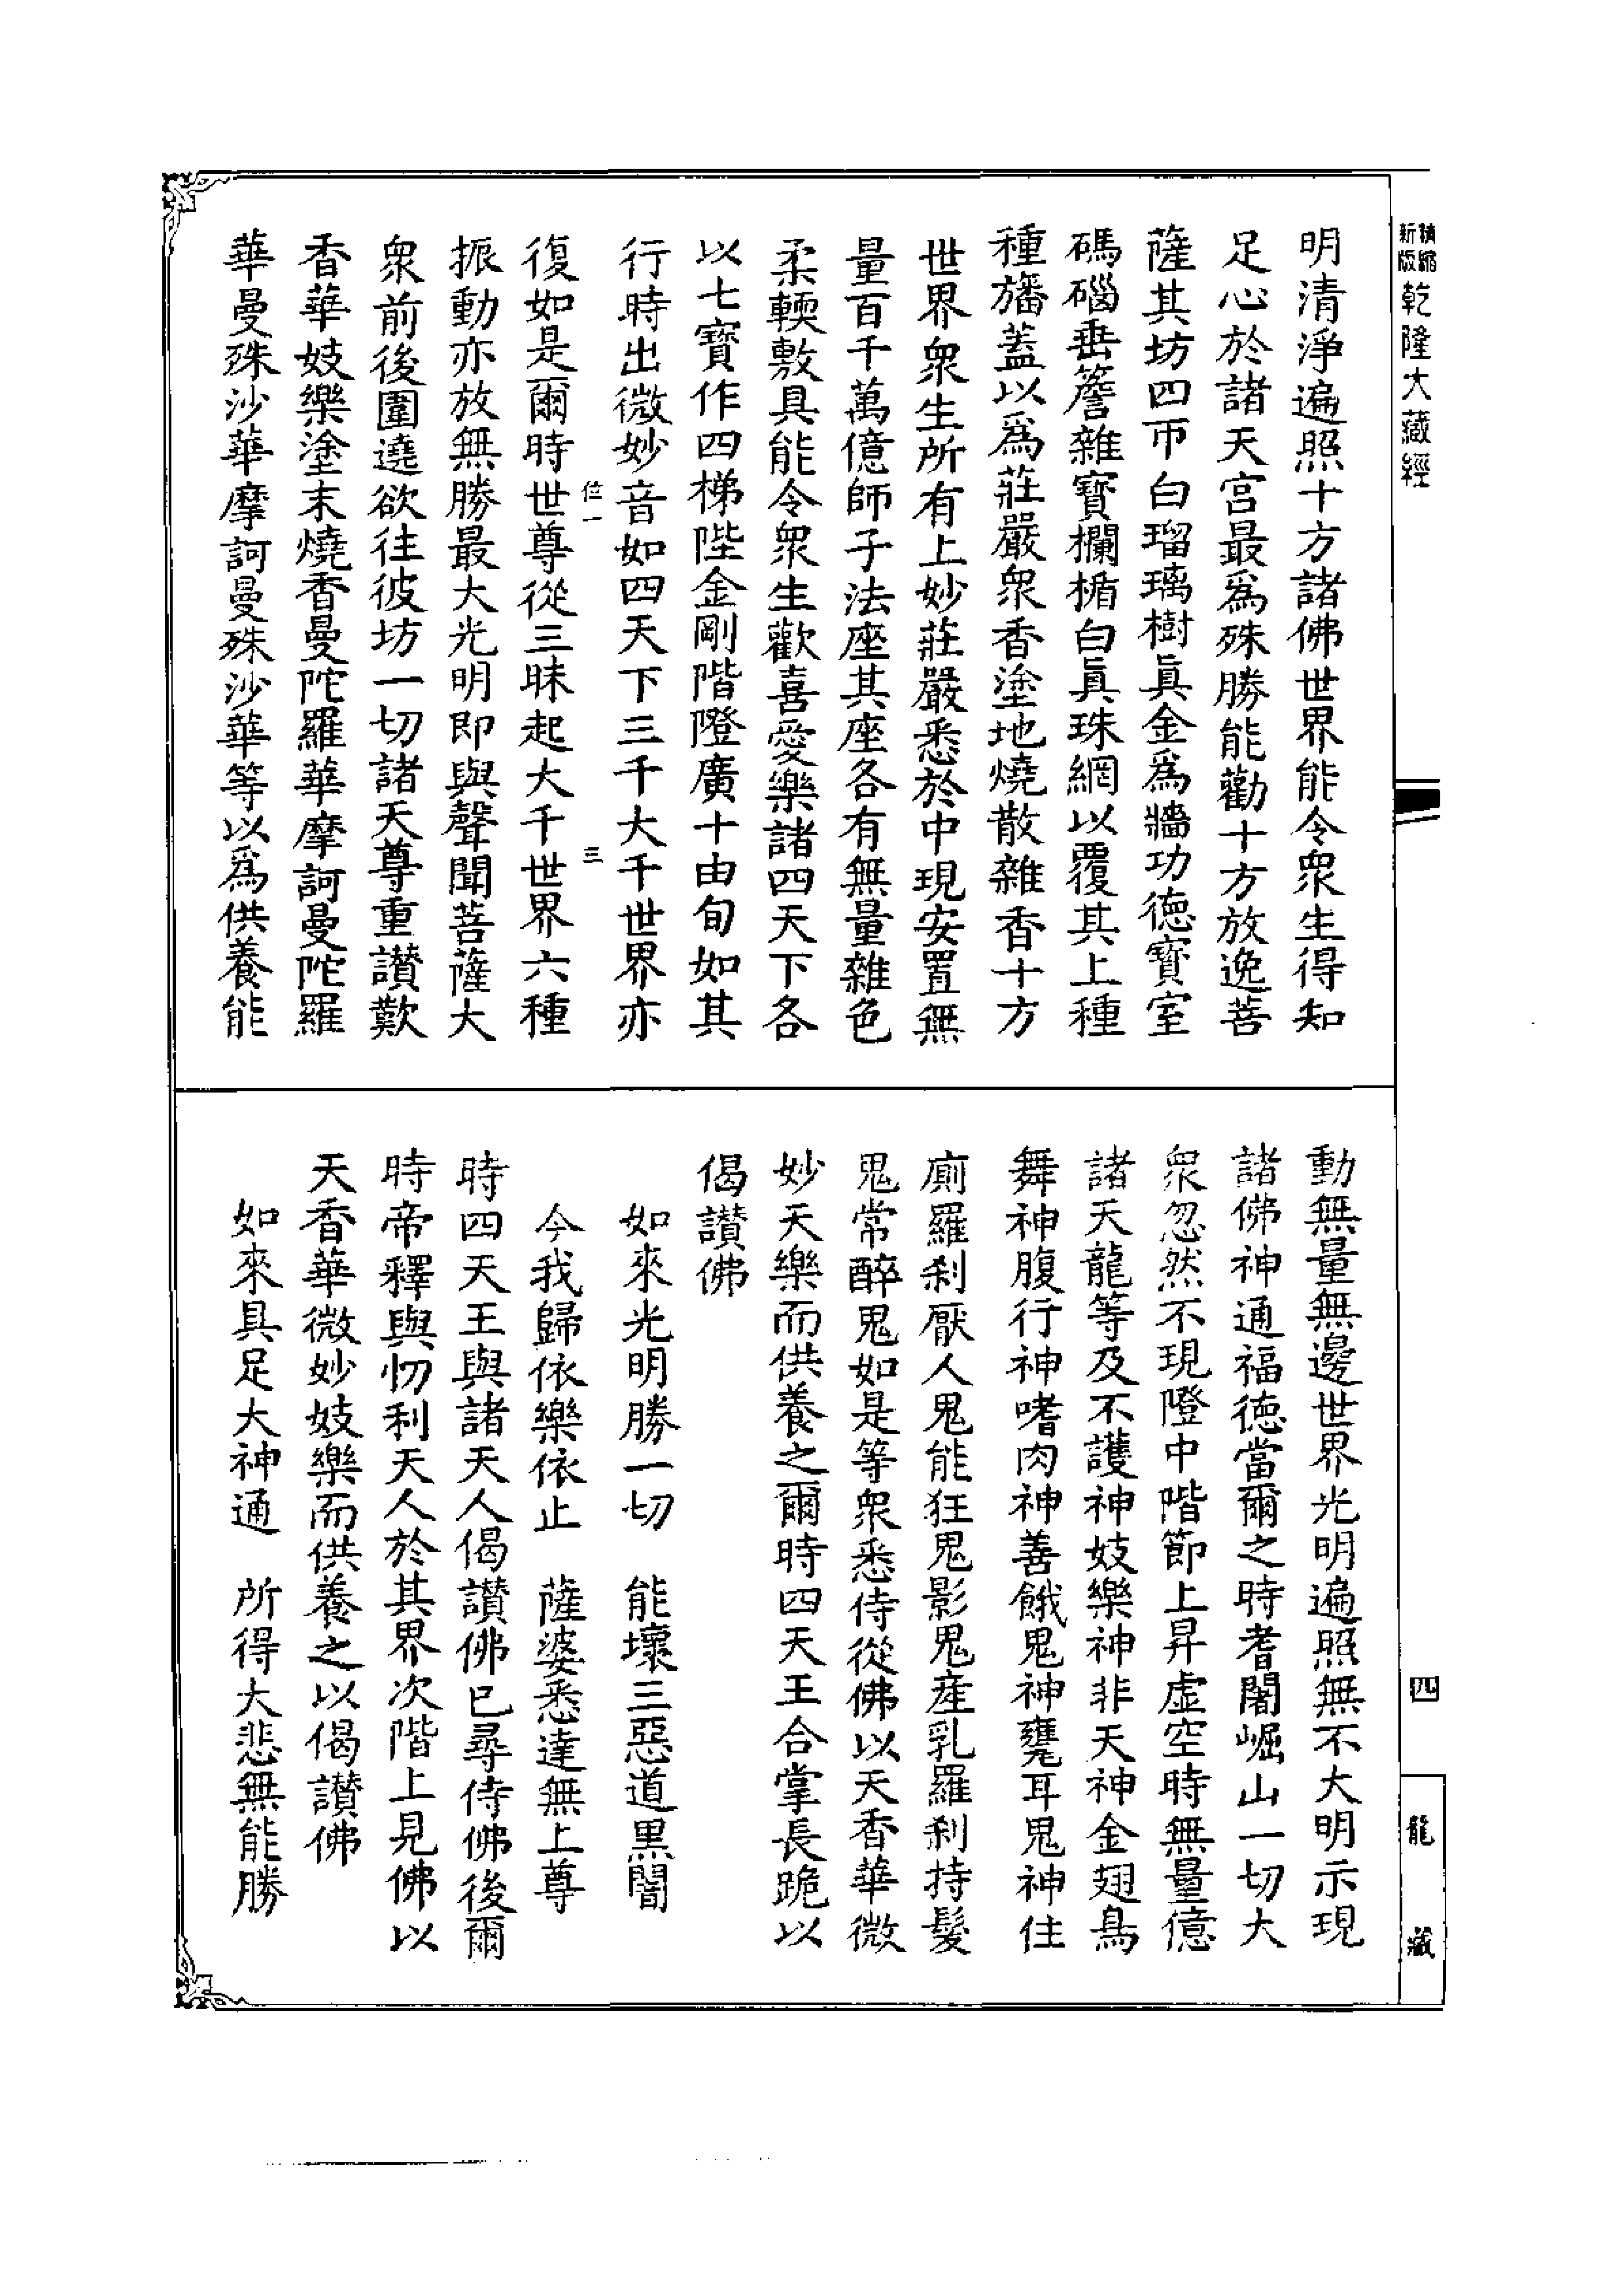 新版精縮乾隆大藏經
明清淨遍照十方諸佛世界能令眾生得知
足心於諸天宮最為殊勝能勸十方放逸菩
薩其坊四帀白瑠璃樹真金為牆功德寶室
碼碯垂簷雜寶欄楯白真珠網以覆其上種
種旛蓋以為莊嚴眾香塗地燒散雜香十方
世界眾生所有上妙莊嚴悉於中現安置無
量百千萬億師子法座其座各有無量雜色
柔輭敷具能令眾生歡喜愛樂諸四天下各
以七寶作四梯陛金剛階隥廣十由旬如其
行時出微妙音如四天下三千大千世界亦
位一 三
復如是爾時世尊從三昧起大千世界六種
振動亦放無勝最大光明即與聲聞菩薩大
眾前後圍遶欲往彼坊一切諸天尊重讚歎
香華妓樂塗末燒香曼陀羅華摩訶曼陀羅
華曼殊沙華摩訶曼殊沙華等以為供養能
動無量無邊世界光明遍照無不大明示現
諸佛神通福德當爾之時耆闍崛山一切大
眾忽然不現隥中階節上昇虛空時無量億
諸天龍等及不護神妓樂神非天神金翅鳥
舞神腹行神嗜肉神善餓鬼神甕耳鬼神住
廁羅剎厭人鬼能狂鬼影鬼產乳羅剎持髮
鬼常醉鬼如是等眾悉侍從佛以天香華微
妙天樂而供養之爾時四天王合掌長跪以
偈讚佛
如來光明勝一切　能壞三惡道黑闇
今我歸依樂依止　薩婆悉達無上尊
時四天王與諸天人偈讚佛已尋侍佛後爾
時帝釋與忉利天人於其界次階上見佛以
天香華微妙妓樂而供養之以偈讚佛
如來具足大神通　所得大悲無能勝
四
龍藏